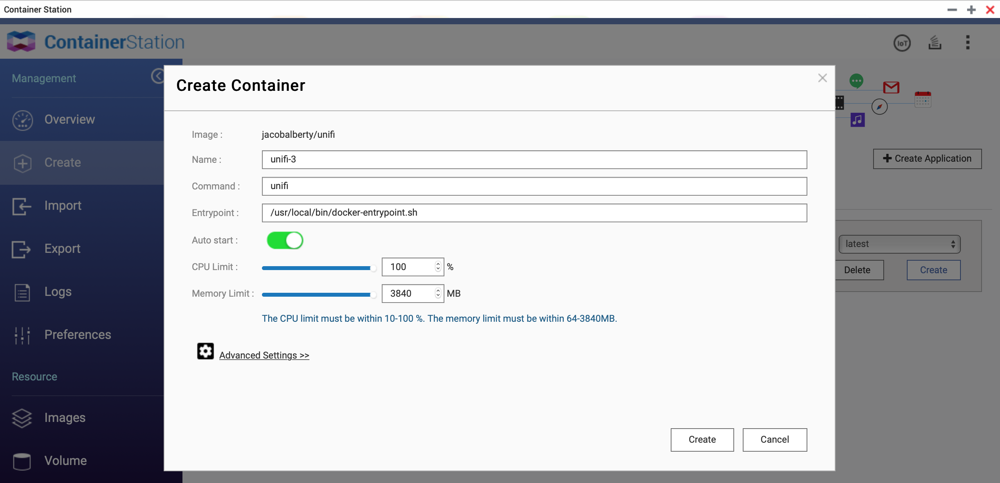 Container Station
ContainerStation
IoT
Management
Overview
Create
Import
Export
Logs
Preferences
Resource
Images
Volume
Create Container
Image :
jacobalberty/unifi
Name :
unifi-3
Command :
unifi
Entrypoint :
/usr/local/bin/docker-entrypoint.sh
Auto start :
CPU Limit :
100
%
Memory Limit :
3840
MB
The CPU limit must be within 10-100 %. The memory limit must be within 64-3840MB.
Advanced Settings >>
Create
Cancel
Create Application
latest
Delete
Create